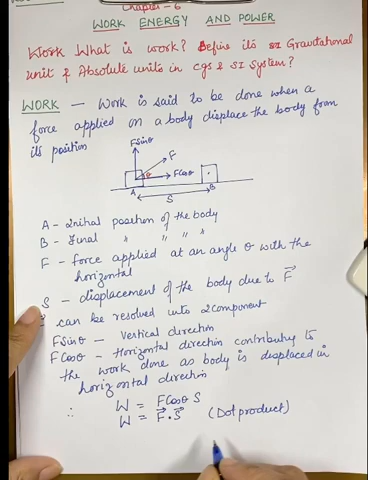 Chapter - 6
WORK ENERGY AND POWER
Work What is work? Define its SI Gravitational
unit & Absolute units in cgs & SI System?
WORK - Work is said to be done when a
force applied on a body displace the body from
its position
Fsinθ
F
θ
Fcosθ
A
B
S
A - Initial position of the body
B - Final " " " "
F - force applied at an angle θ with the
horizontal
S - displacement of the body due to F⃗
can be resolved into 2 component
Fsinθ - Vertical direction
FCosθ - Horizontal direction contributry to
the work done as body is displaced in
horizontal direction
∴ W = FCosθ S
W = F⃗ . S⃗ (Dot product)